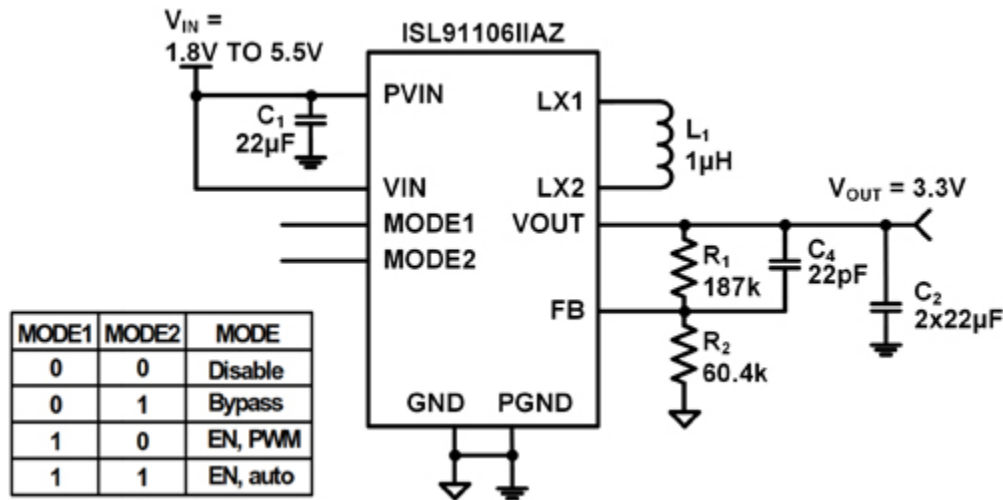 V_IN =
1.8V TO 5.5V
ISL91106IIAZ
PVIN
C₁
22µF
VIN
MODE1
MODE2
LX1
L₁
1µH
LX2
VOUT
V_OUT = 3.3V
R₁
187k
C₄
22pF
C₂
2x22µF
FB
R₂
60.4k
GND PGND
MODE1 MODE2 MODE
0 0 Disable
0 1 Bypass
1 0 EN, PWM
1 1 EN, auto